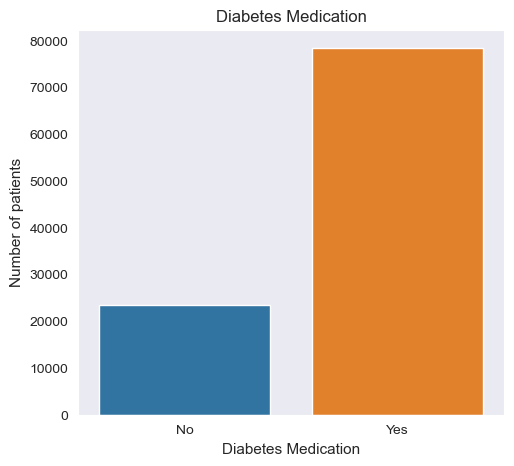 Diabetes Medication
Number of patients
80000
70000
60000
50000
40000
30000
20000
10000
0
No Yes
Diabetes Medication